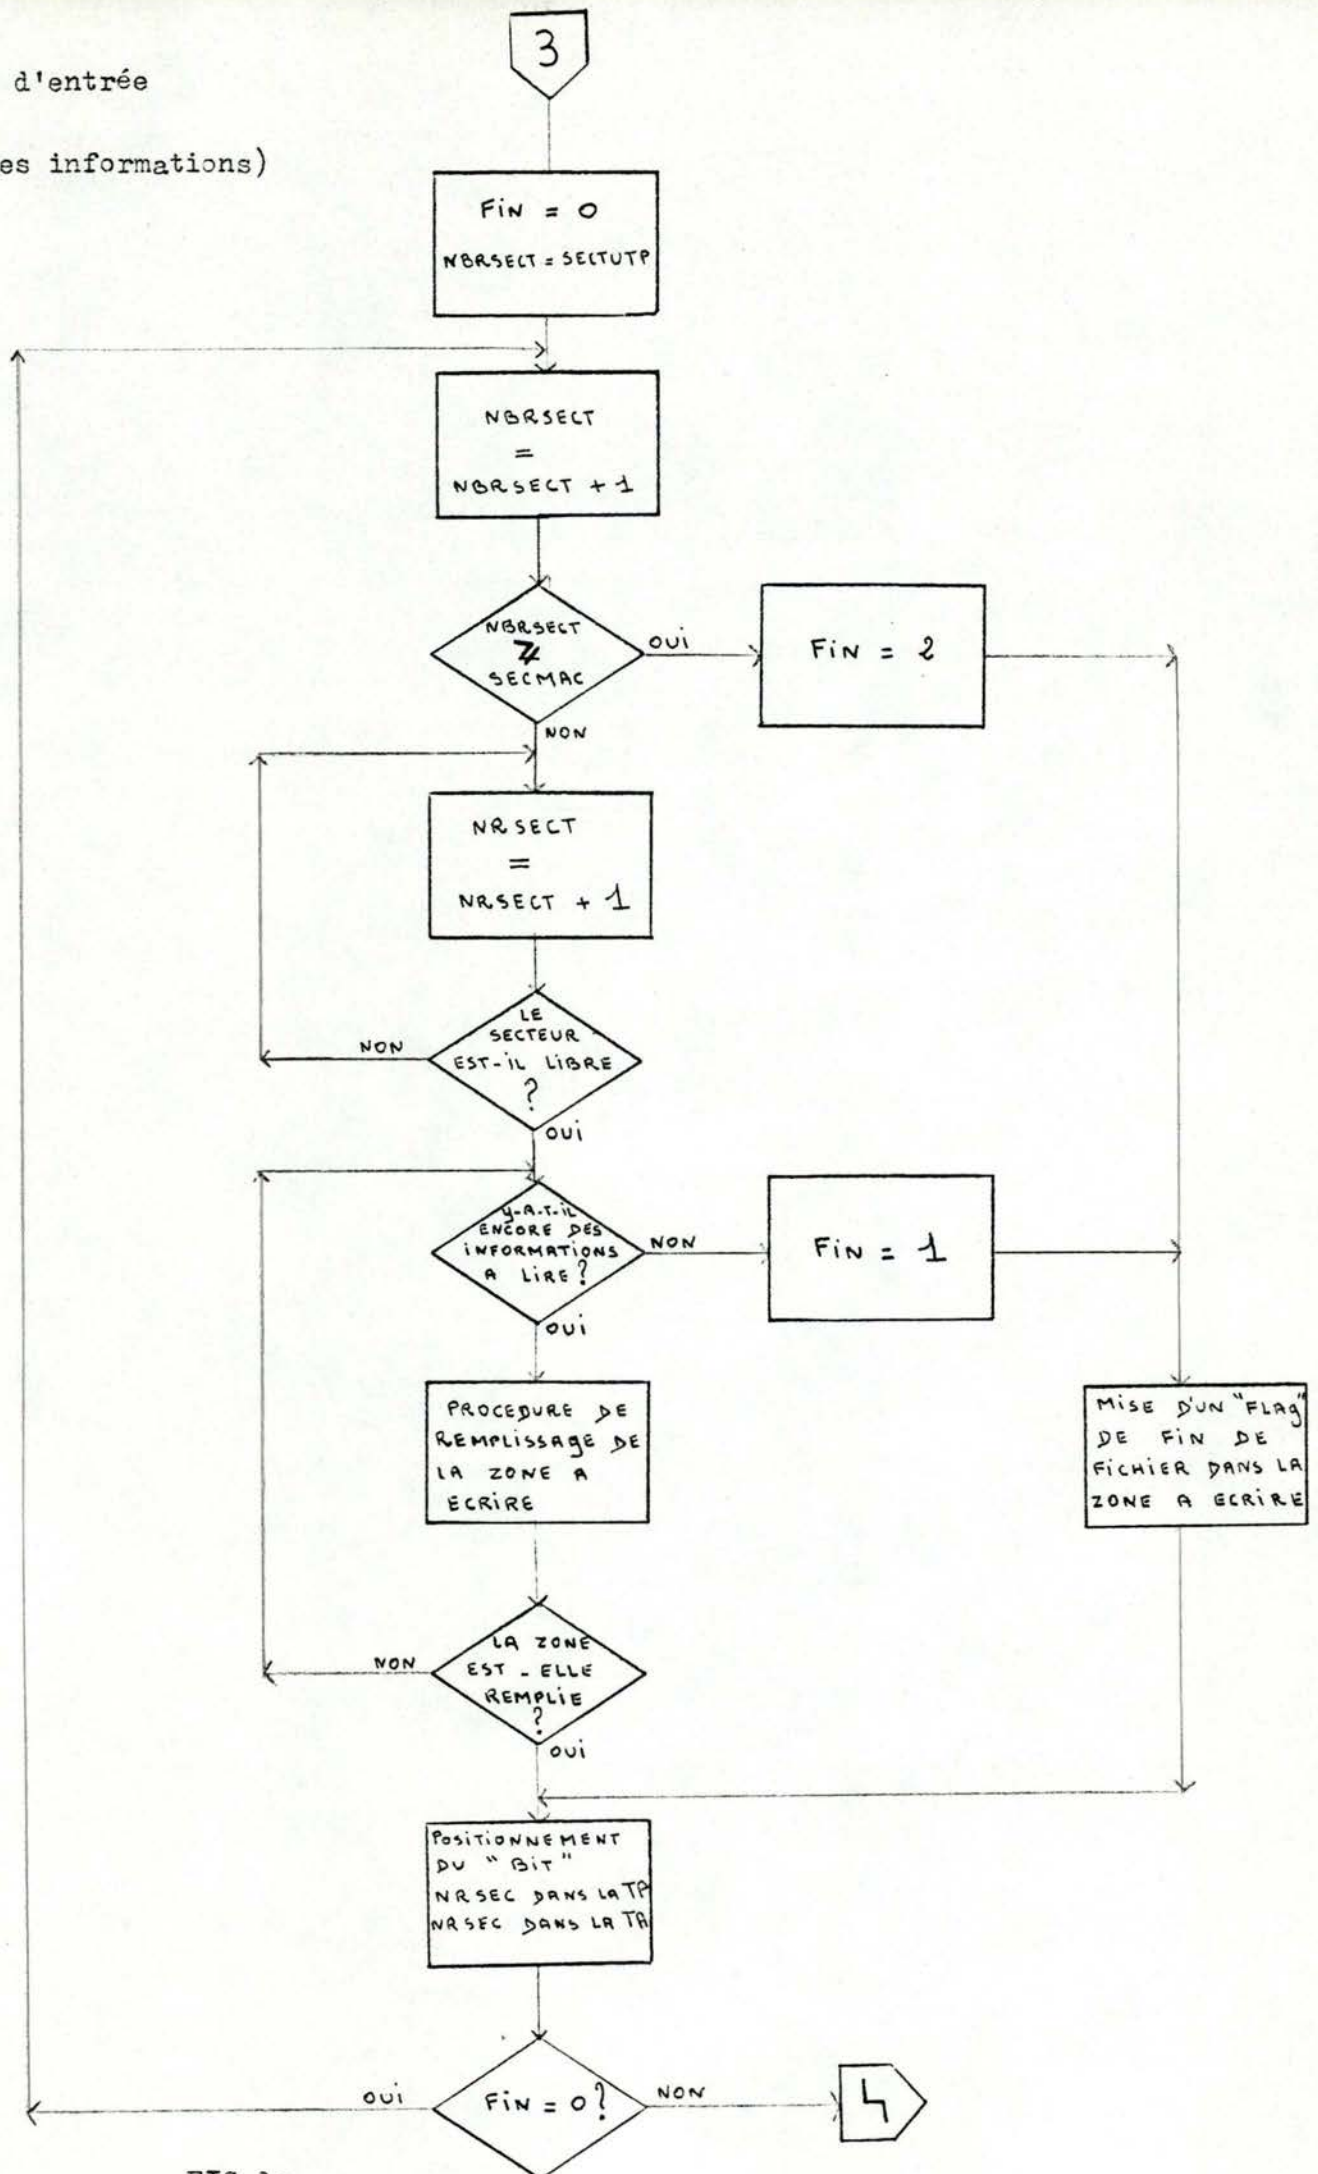 3
d'entrée
es informations)
FIN = 0
NBRSECT = SECTUTP
NBRSECT
=
NBRSECT + 1
NBRSECT
≥
SECMAC
OUI
FIN = 2
NON
NRSECT
=
NRSECT + 1
LE
SECTEUR
EST-IL LIBRE
?
NON
OUI
Y-A-T-IL
ENCORE DES
INFORMATIONS
A LIRE?
NON
FIN = 1
OUI
PROCEDURE DE
REMPLISSAGE DE
LA ZONE A
ECRIRE
MISE D'UN "FLAG"
DE FIN DE
FICHIER DANS LA
ZONE A ECRIRE
LA ZONE
EST - ELLE
REMPLIE
?
NON
OUI
POSITIONNEMENT
DU "BIT"
NRSEC DANS LA TP
NRSEC DANS LA TA
FIN = 0?
OUI
NON
4